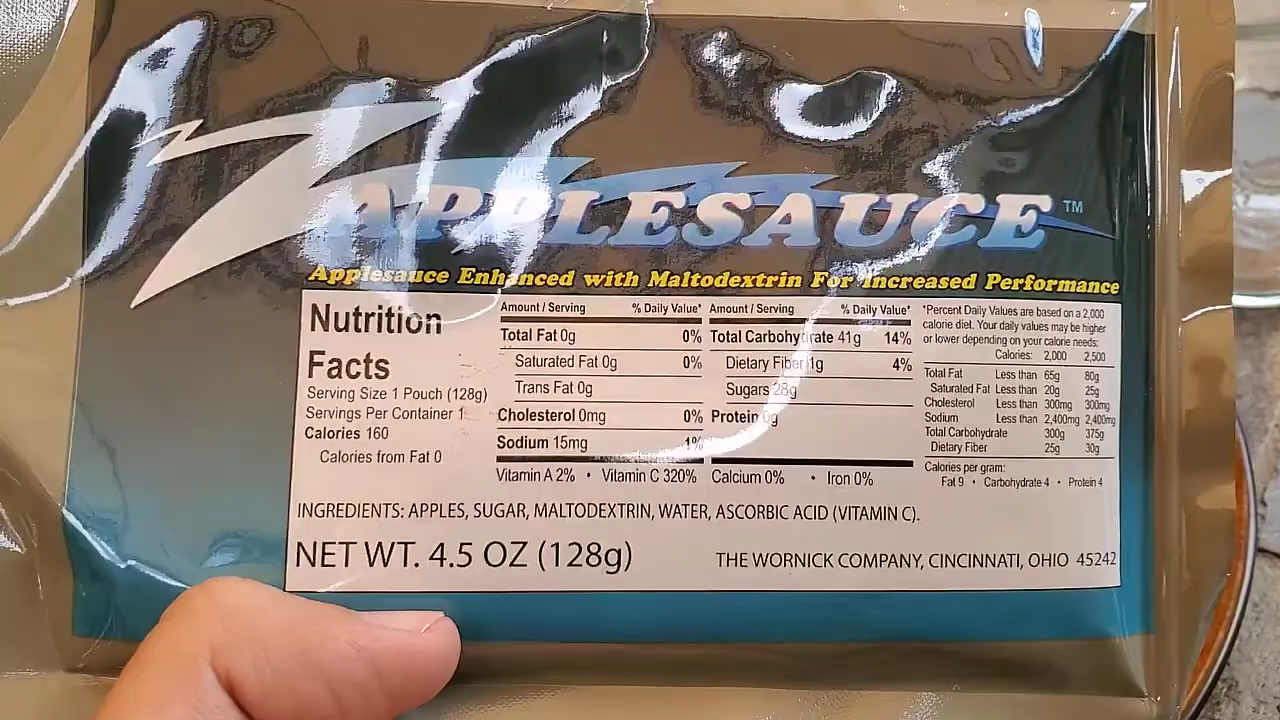 APPLESAUCE™
Applesauce Enhanced with Maltodextrin For Increased Performance
Nutrition
Facts
Serving Size 1 Pouch (128g)
Servings Per Container 1
Calories 160
Calories from Fat 0
Amount / Serving % Daily Value*
Total Fat 0g 0%
Saturated Fat 0g 0%
Trans Fat 0g
Cholesterol 0mg 0%
Sodium 15mg 1%
Amount / Serving % Daily Value*
Total Carbohydrate 41g 14%
Dietary Fiber 1g 4%
Sugars 28g
Protein 0g
Vitamin A 2% • Vitamin C 320% Calcium 0% • Iron 0%
*Percent Daily Values are based on a 2,000
calorie diet. Your daily values may be higher
or lower depending on your calorie needs:
Calories: 2,000 2,500
Total Fat Less than 65g 80g
Saturated Fat Less than 20g 25g
Cholesterol Less than 300mg 300mg
Sodium Less than 2,400mg 2,400mg
Total Carbohydrate 300g 375g
Dietary Fiber 25g 30g
Calories per gram:
Fat 9 • Carbohydrate 4 • Protein 4
INGREDIENTS: APPLES, SUGAR, MALTODEXTRIN, WATER, ASCORBIC ACID (VITAMIN C).
NET WT. 4.5 OZ (128g)
THE WORNICK COMPANY, CINCINNATI, OHIO 45242